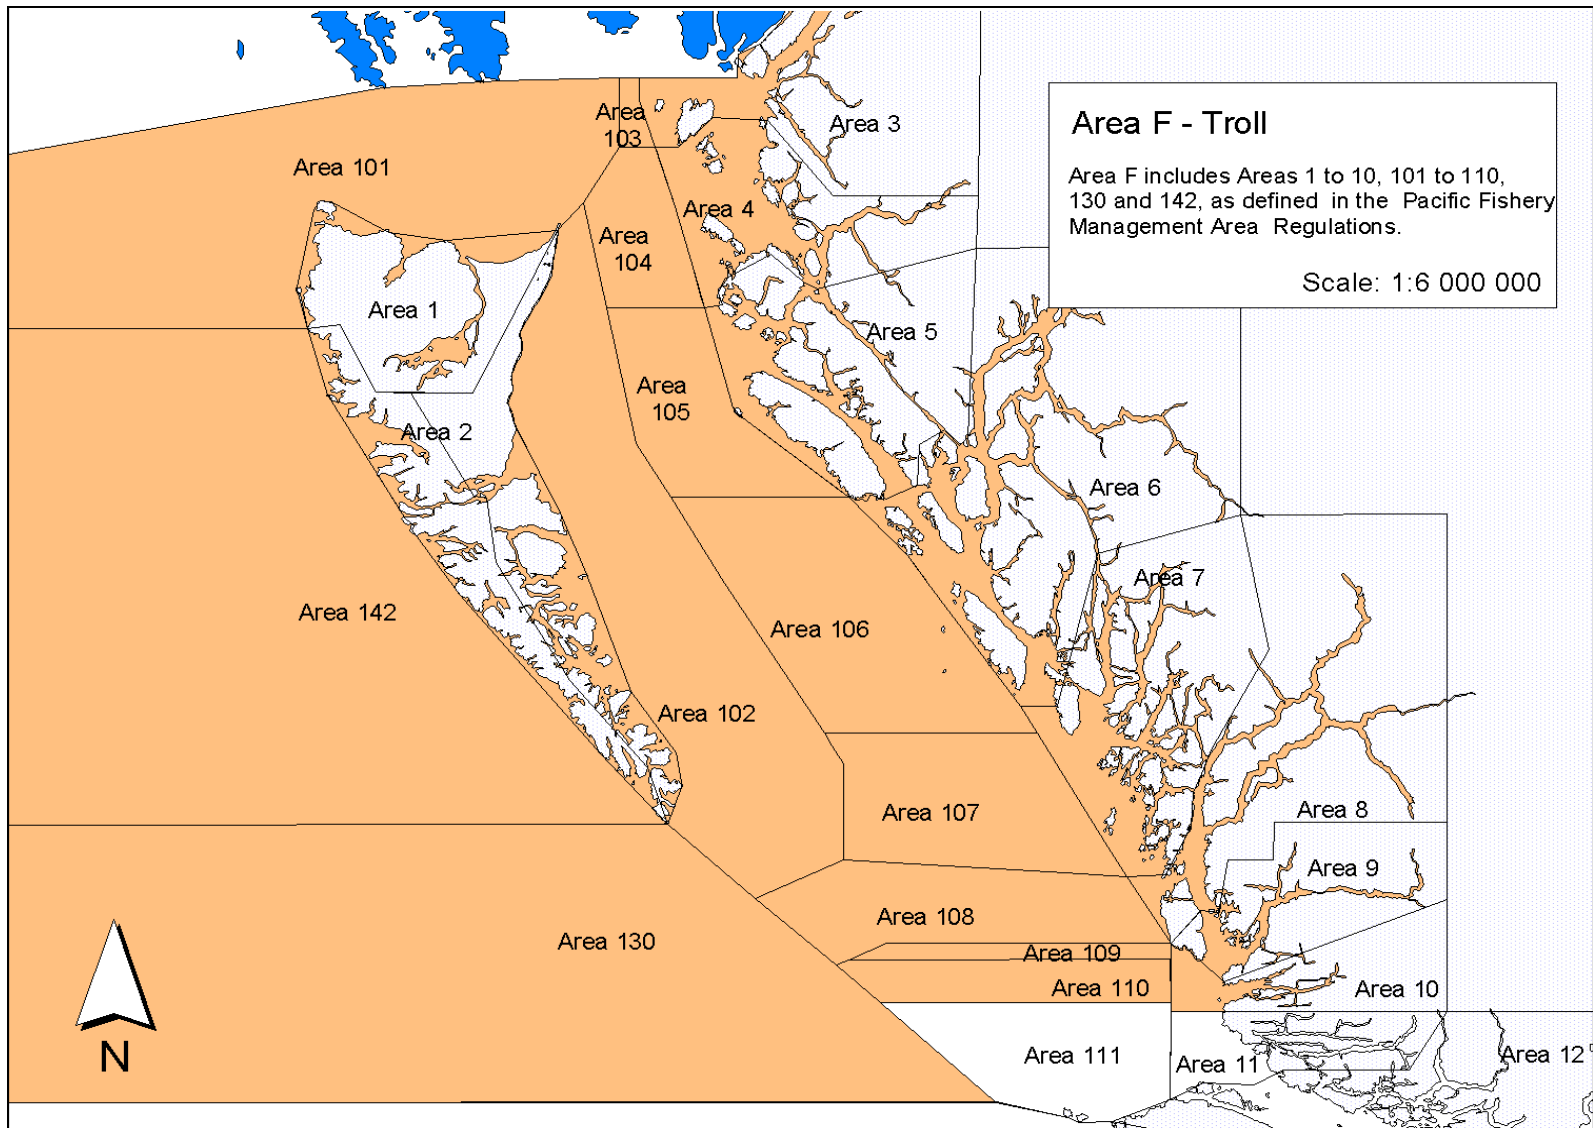 Area F - Troll
Area F includes Areas 1 to 10, 101 to 110,
130 and 142, as defined in the Pacific Fishery
Management Area Regulations.
Scale: 1:6 000 000
Area
103
Area 3
Area 101
Area 4
Area
104
Area 1
Area 5
Area
105
Area 2
Area 6
Area 7
Area 142
Area 106
Area 102
Area 107
Area 8
Area 9
Area 108
Area 130
Area 109
Area 110
Area 10
Area 111
Area 11
Area 12
N